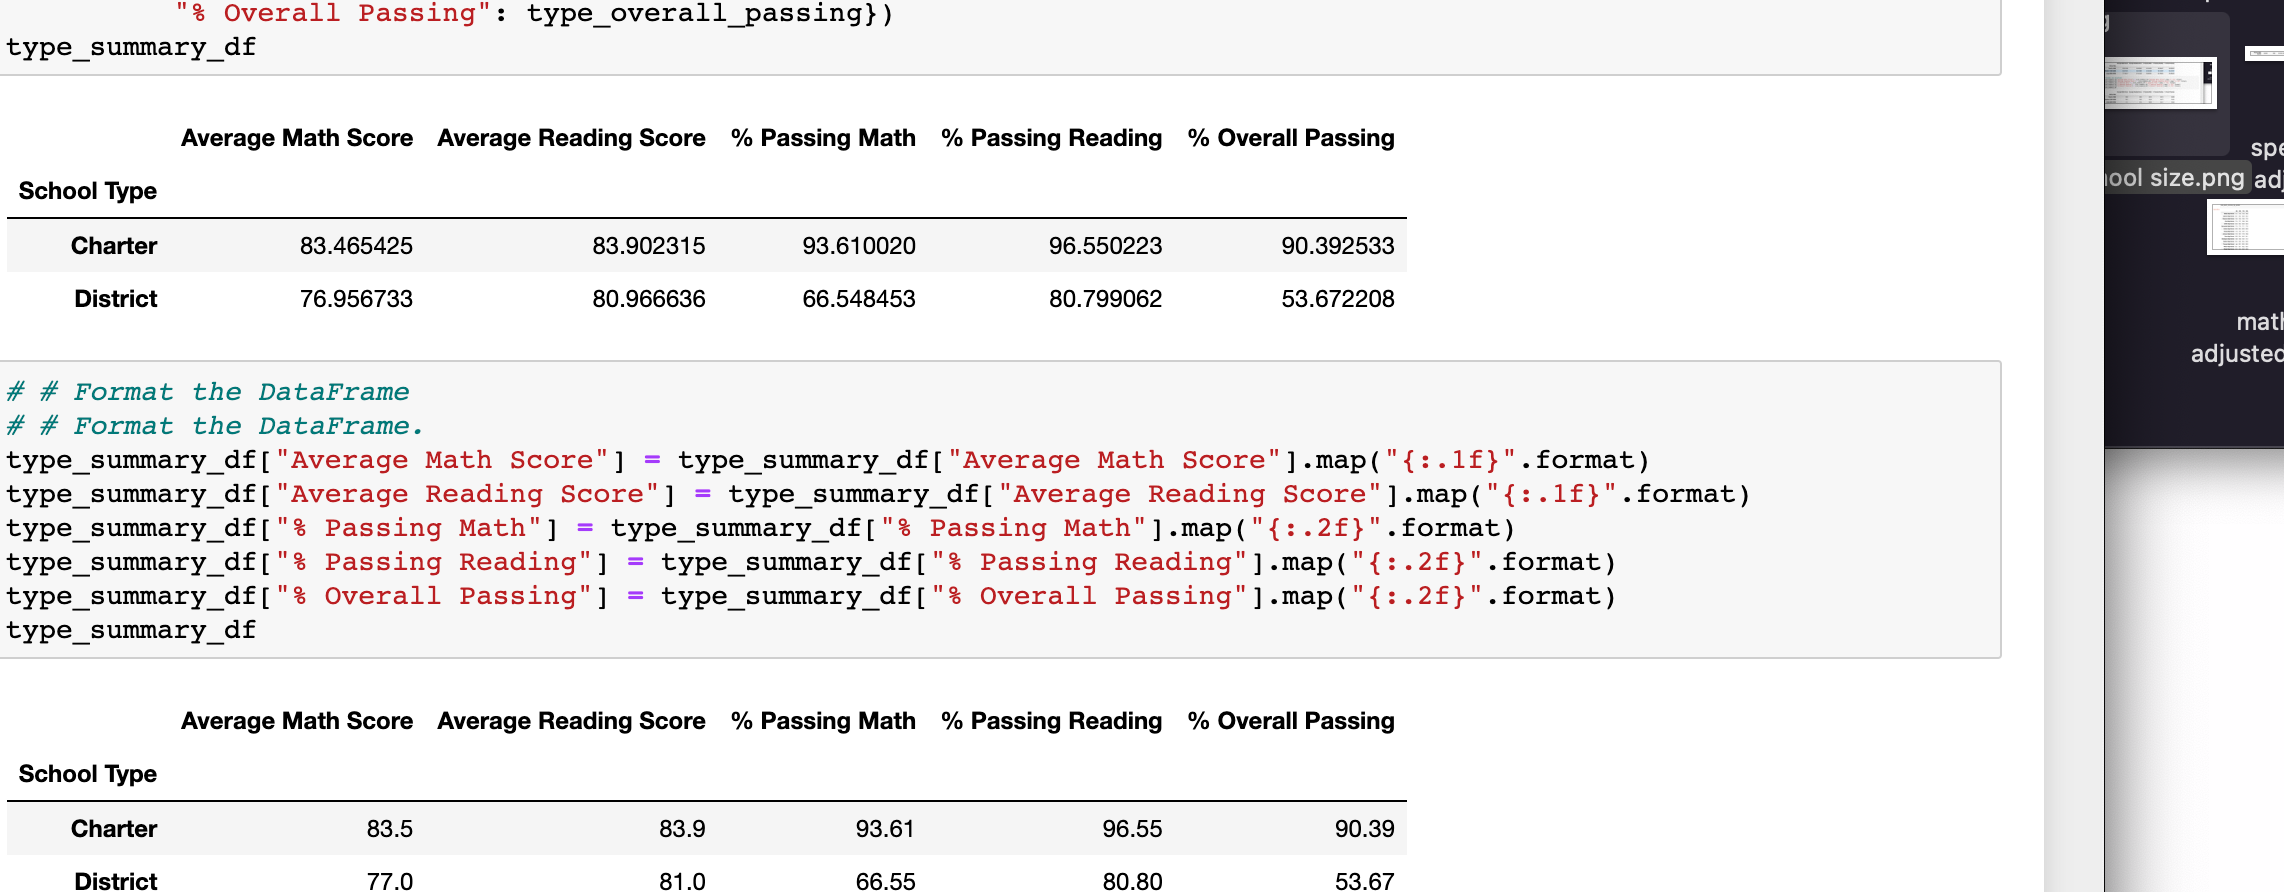 "% Overall Passing": type_overall_passing})
type_summary_df
Average Math Score Average Reading Score % Passing Math % Passing Reading % Overall Passing
School Type
Charter 83.465425 83.902315 93.610020 96.550223 90.392533
District 76.956733 80.966636 66.548453 80.799062 53.672208
# # Format the DataFrame
# # Format the DataFrame.
type_summary_df["Average Math Score"] = type_summary_df["Average Math Score"].map("{:.1f}".format)
type_summary_df["Average Reading Score"] = type_summary_df["Average Reading Score"].map("{:.1f}".format)
type_summary_df["% Passing Math"] = type_summary_df["% Passing Math"].map("{:.2f}".format)
type_summary_df["% Passing Reading"] = type_summary_df["% Passing Reading"].map("{:.2f}".format)
type_summary_df["% Overall Passing"] = type_summary_df["% Overall Passing"].map("{:.2f}".format)
type_summary_df
Average Math Score Average Reading Score % Passing Math % Passing Reading % Overall Passing
School Type
Charter 83.5 83.9 93.61 96.55 90.39
District 77.0 81.0 66.55 80.80 53.67
spe
ool size.png adj
math
adjusted